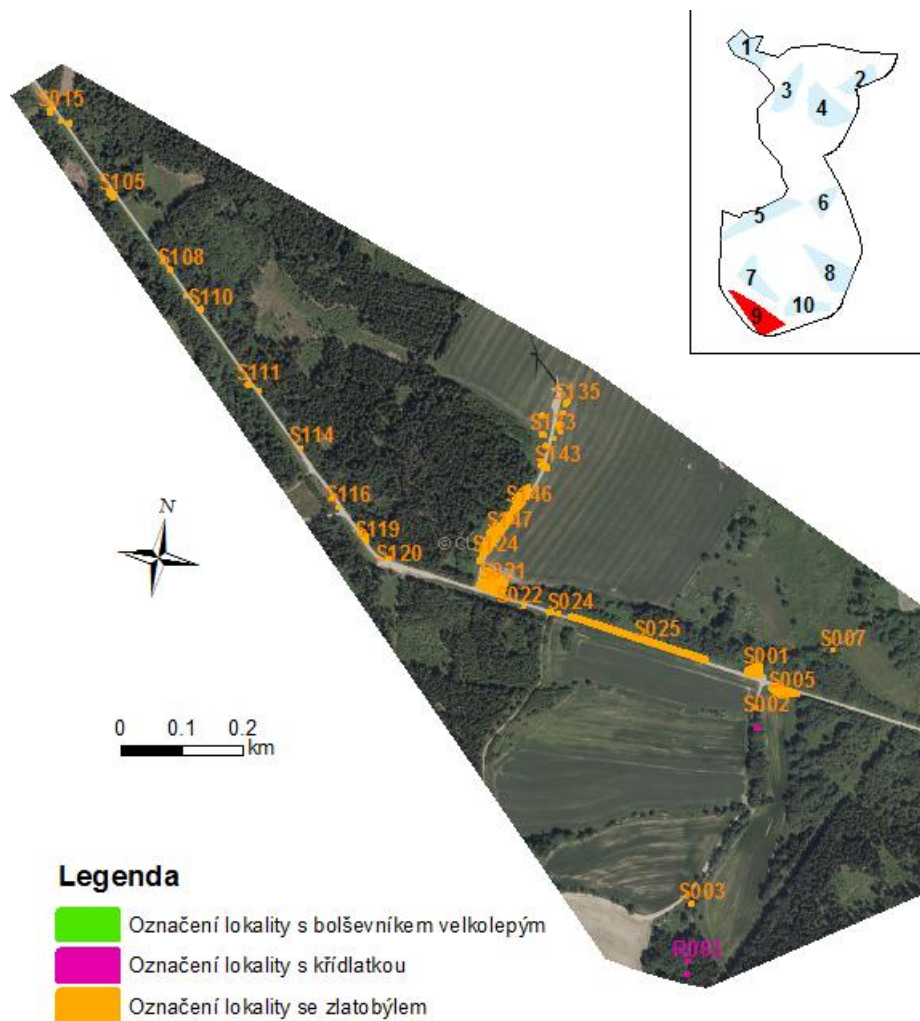 1
2
3
4
5
6
7
8
9
10
S015
S105
S108
S110
S111
S114
S116
S119
S120
S135
S143
S146
S147
S022
S024
S025
S001
S007
S005
S002
S003
N
0 0.1 0.2
km
Legenda
Označení lokality s bolševníkem velkolepým
Označení lokality s křídlatkou
Označení lokality se zlatobýlem